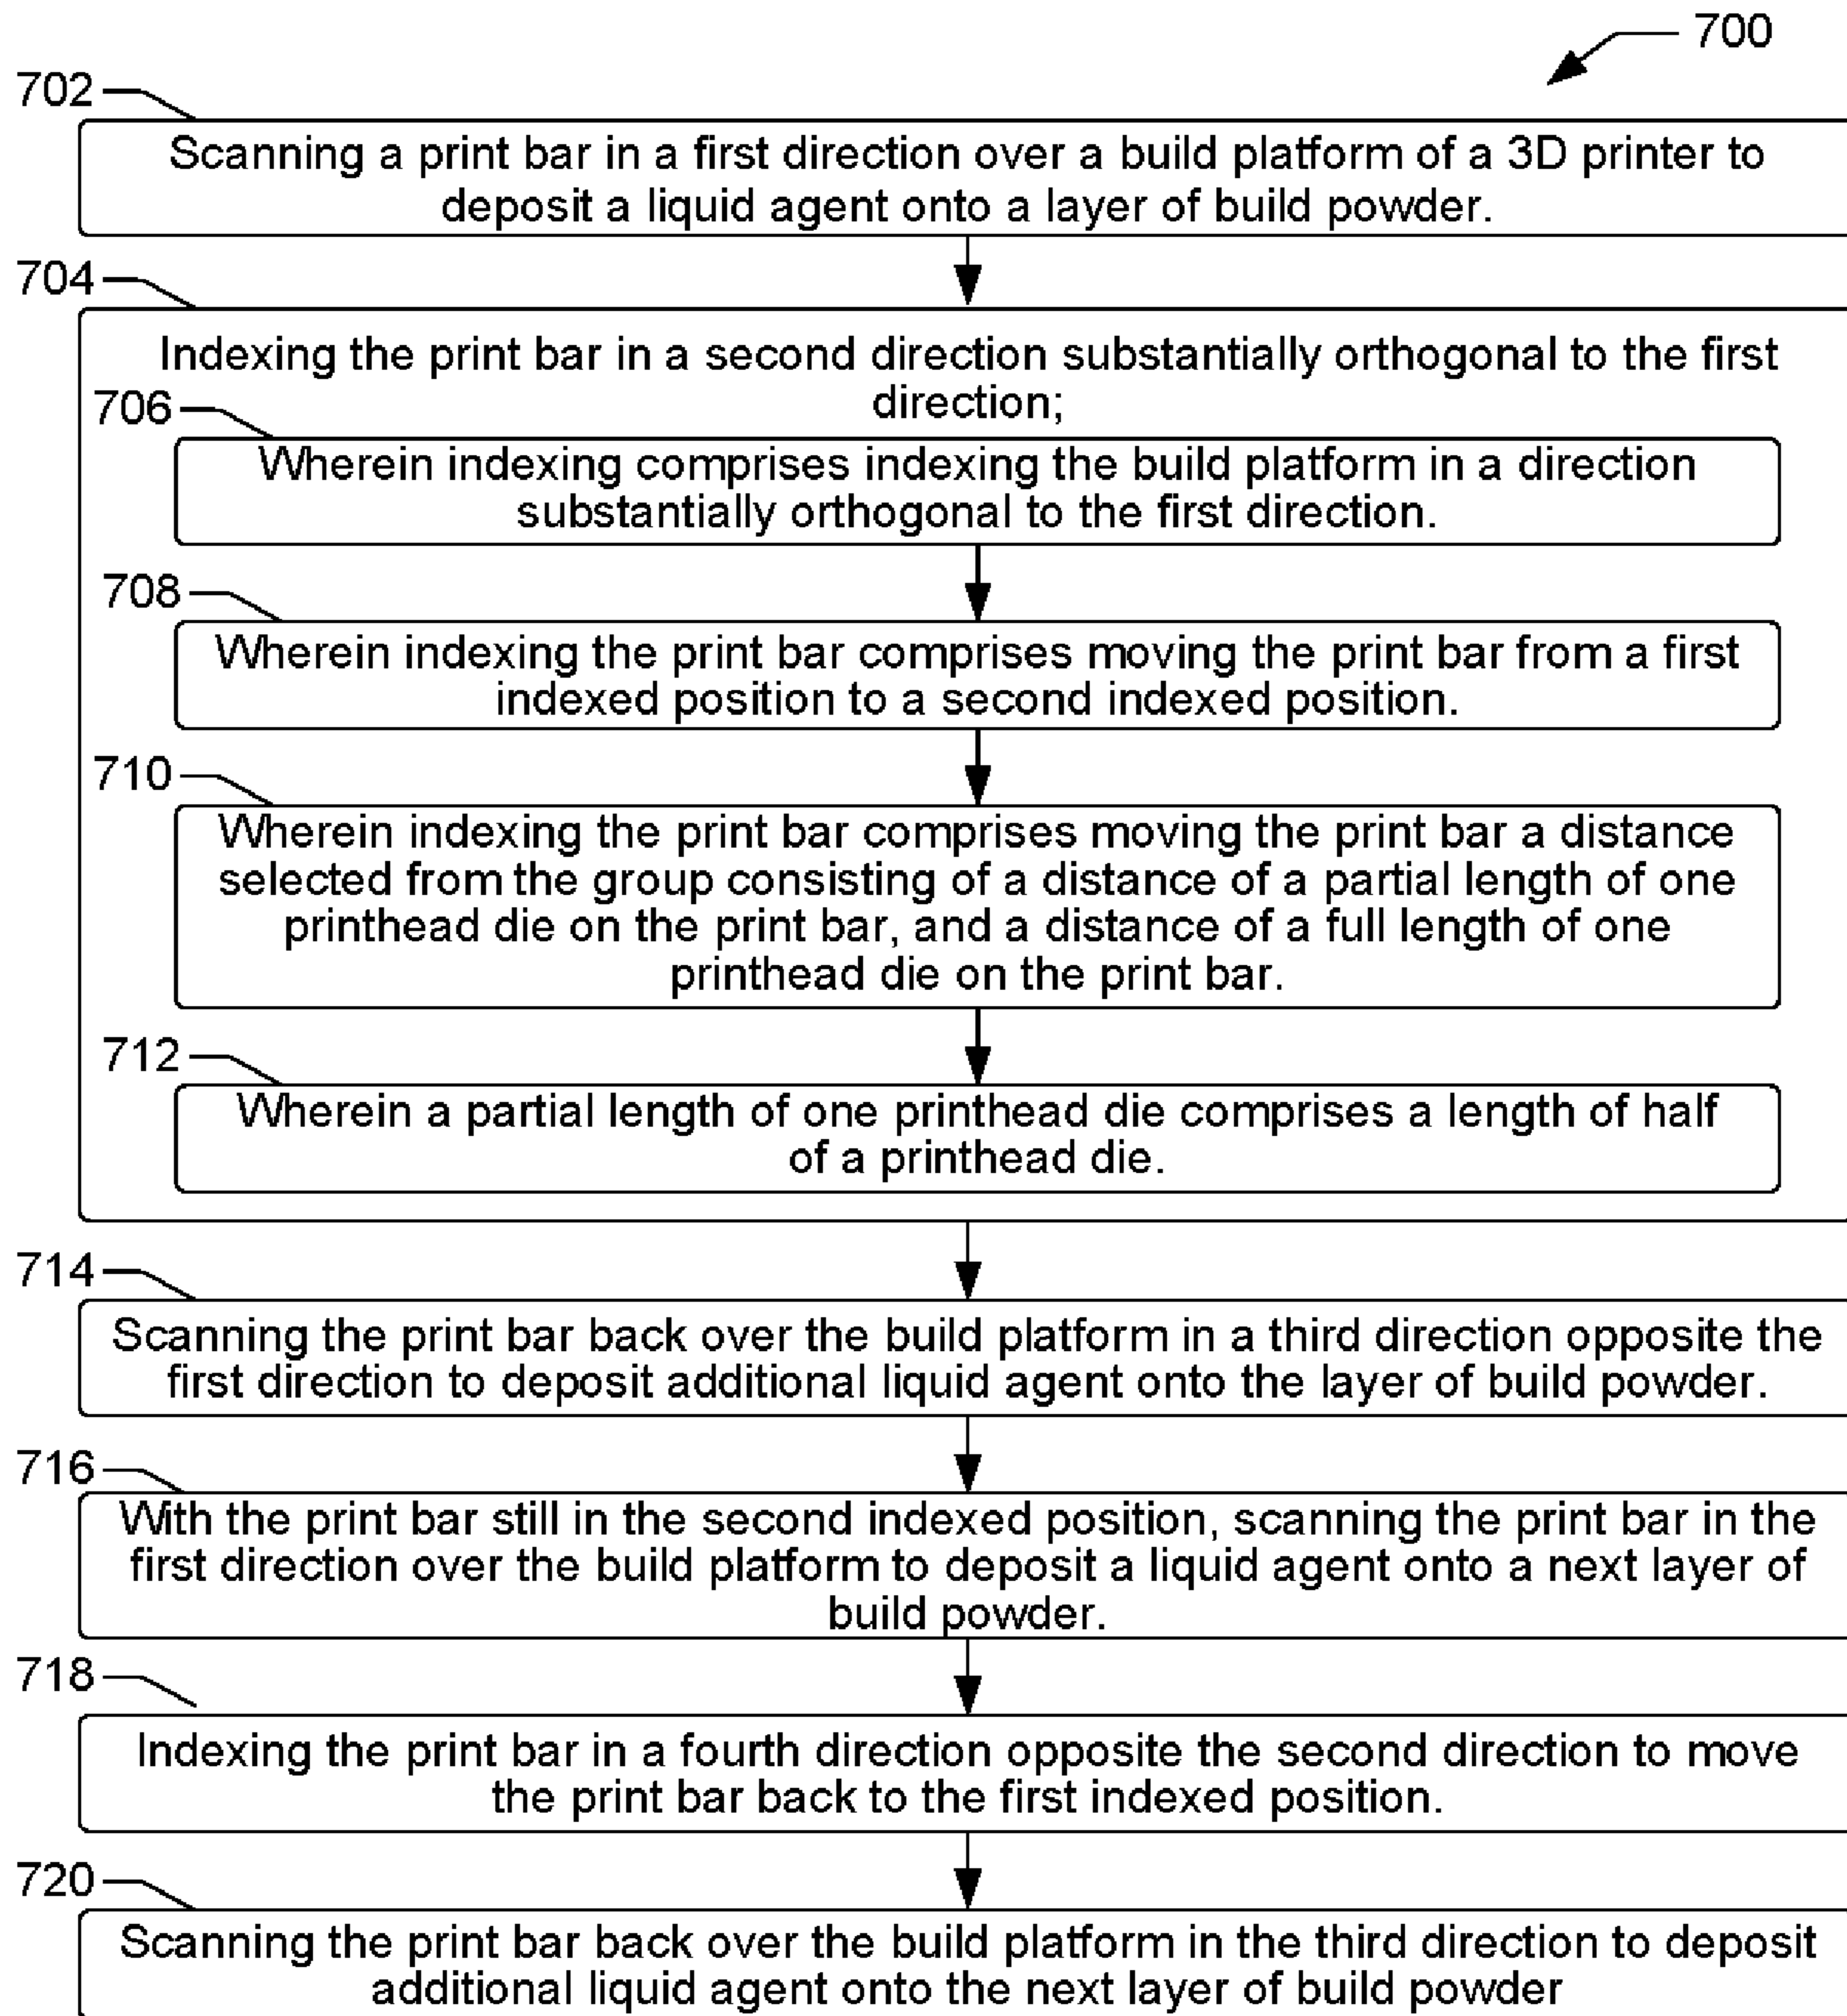 700
702
Scanning a print bar in a first direction over a build platform of a 3D printer to
deposit a liquid agent onto a layer of build powder.
704
Indexing the print bar in a second direction substantially orthogonal to the first
direction;
706
Wherein indexing comprises indexing the build platform in a direction
substantially orthogonal to the first direction.
708
Wherein indexing the print bar comprises moving the print bar from a first
indexed position to a second indexed position.
710
Wherein indexing the print bar comprises moving the print bar a distance
selected from the group consisting of a distance of a partial length of one
printhead die on the print bar, and a distance of a full length of one
printhead die on the print bar.
712
Wherein a partial length of one printhead die comprises a length of half
of a printhead die.
714
Scanning the print bar back over the build platform in a third direction opposite the
first direction to deposit additional liquid agent onto the layer of build powder.
716
With the print bar still in the second indexed position, scanning the print bar in the
first direction over the build platform to deposit a liquid agent onto a next layer of
build powder.
718
Indexing the print bar in a fourth direction opposite the second direction to move
the print bar back to the first indexed position.
720
Scanning the print bar back over the build platform in the third direction to deposit
additional liquid agent onto the next layer of build powder